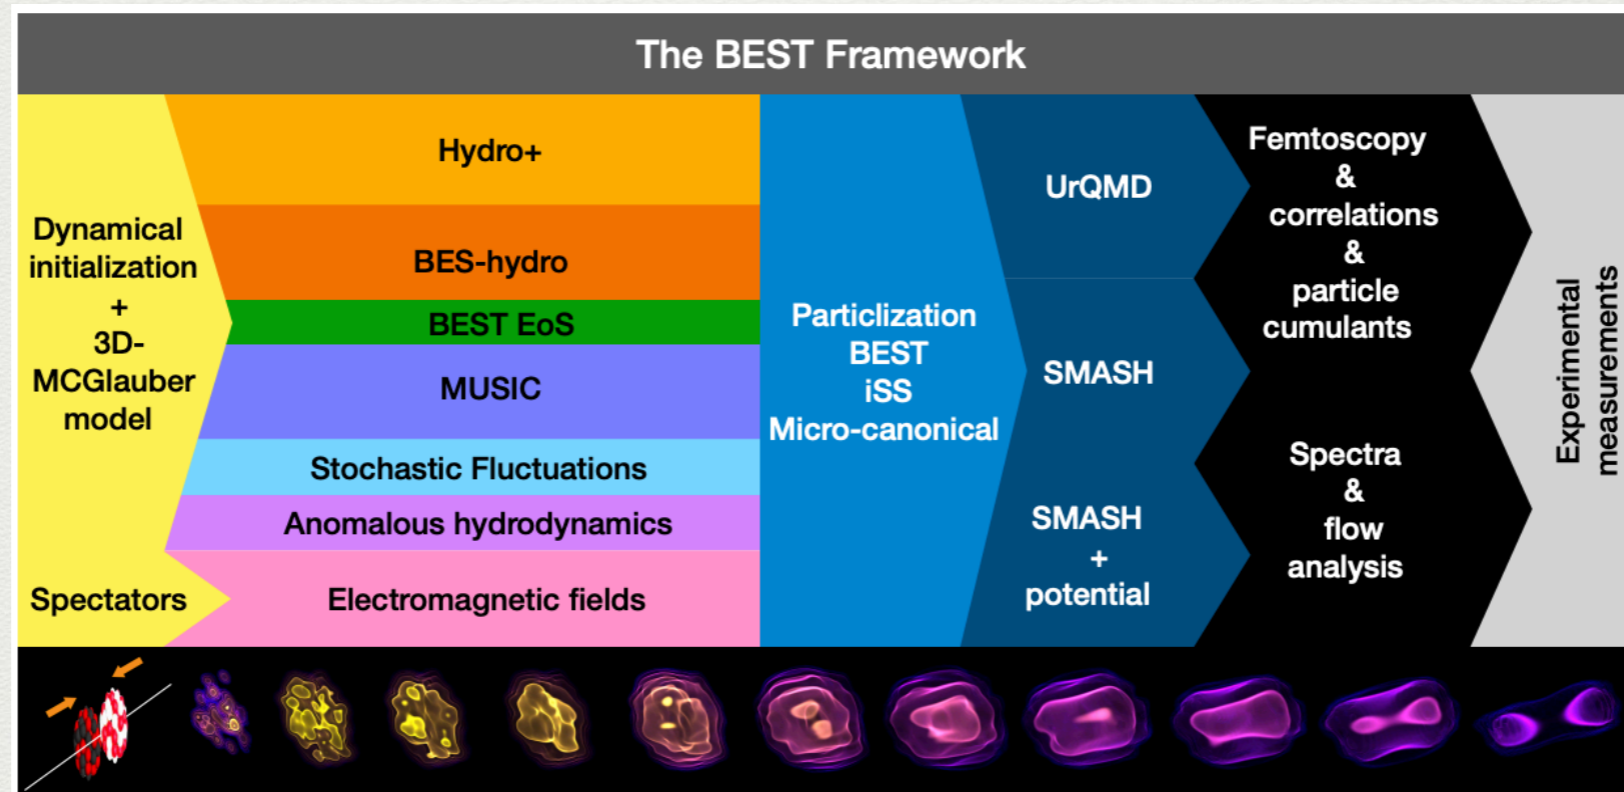 The BEST Framework
Dynamical
initialization
+
3D-
MCGlauber
model
Spectators
Hydro+
BES-hydro
BEST EoS
MUSIC
Stochastic Fluctuations
Anomalous hydrodynamics
Electromagnetic fields
Particlization
BEST
iSS
Micro-canonical
UrQMD
SMASH
SMASH
+
potential
Femtoscopy
&
correlations
&
particle
cumulants
Spectra
&
flow
analysis
Experimental
measurements